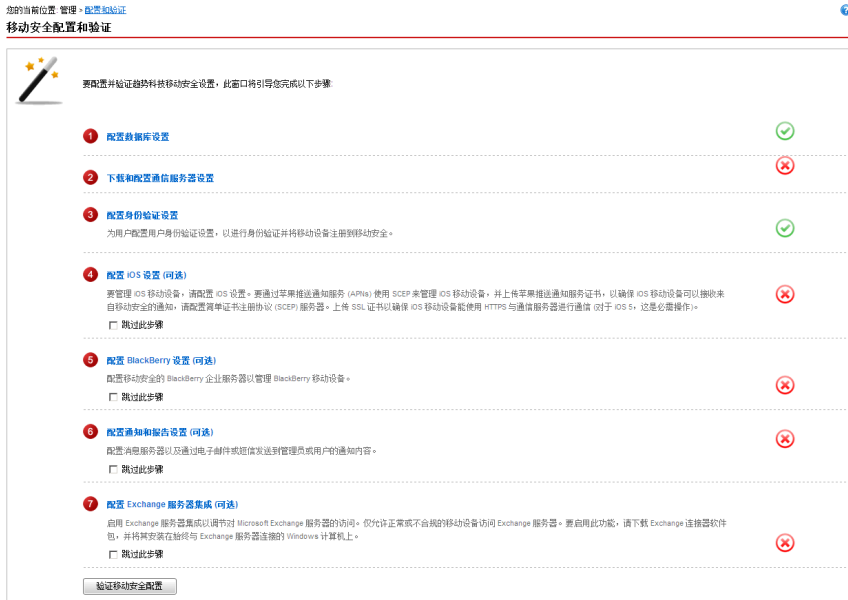 您的当前位置: 管理 > 配置和验证
移动安全配置和验证
要配置并验证趋势科技移动安全设置，此窗口将引导您完成以下步骤:
1 配置数据库设置
2 下载和配置通信服务器设置
3 配置身份验证设置
为用户配置用户身份验证设置，以进行身份验证并将移动设备注册到移动安全。
4 配置 iOS 设置 (可选)
要管理 iOS 移动设备，请配置 iOS 设置。要通过苹果推送通知服务 (APNs) 使用 SCEP 来管理 iOS 移动设备，并上传苹果推送通知服务证书，以确保 iOS 移动设备可以接收来
自移动安全的通知，请配置简单证书注册协议 (SCEP) 服务器。上传 SSL 证书以确保 iOS 移动设备能使用 HTTPS 与通信服务器进行通信 (对于 iOS 5，这是必需操作)。
跳过此步骤
5 配置 BlackBerry 设置 (可选)
配置移动安全的 BlackBerry 企业服务器以管理 BlackBerry 移动设备。
跳过此步骤
6 配置通知和报告设置 (可选)
配置消息服务器以及通过电子邮件或短信发送到管理员或用户的通知内容。
跳过此步骤
7 配置 Exchange 服务器集成 (可选)
启用 Exchange 服务器集成以调节对 Microsoft Exchange 服务器的访问。仅允许正常或不合规的移动设备访问 Exchange 服务器。要启用此功能，请下载 Exchange 连接器软件
包，并将其安装在始终与 Exchange 服务器连接的 Windows 计算机上。
跳过此步骤
验证移动安全配置